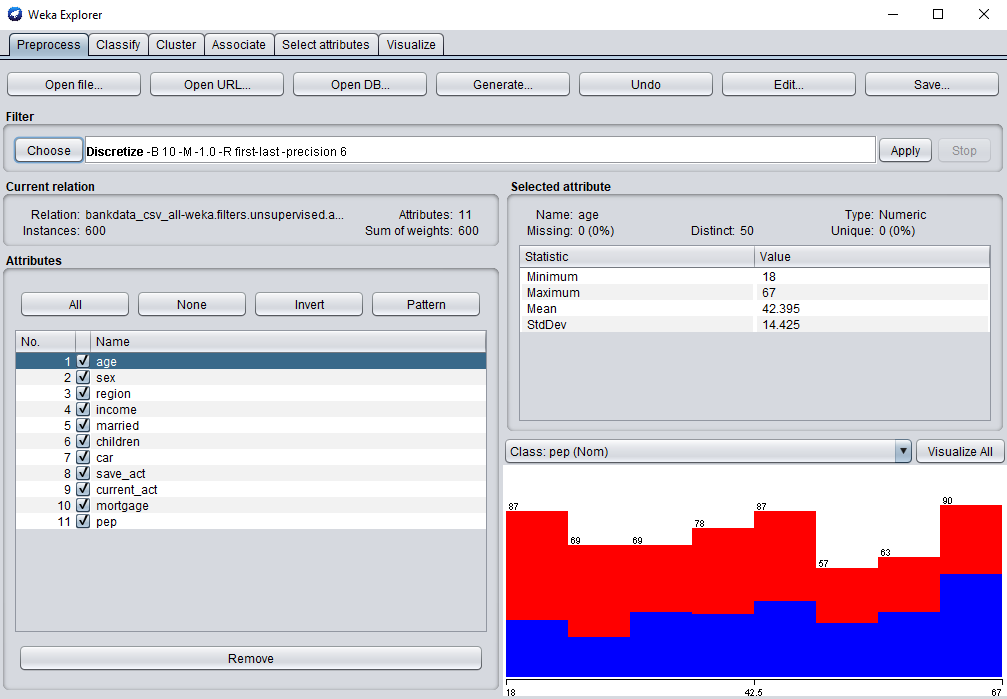 Weka Explorer
Preprocess Classify Cluster Associate Select attributes Visualize
Open file... Open URL... Open DB... Generate... Undo Edit... Save...
Filter
Choose Discretize -B 10 -M -1.0 -R first-last -precision 6 Apply Stop
Current relation
Relation: bankdata_csv_all-weka.filters.unsupervised.a... Attributes: 11
Instances: 600 Sum of weights: 600
Attributes
All None Invert Pattern
No. Name
1 age
2 sex
3 region
4 income
5 married
6 children
7 car
8 save_act
9 current_act
10 mortgage
11 pep
Remove
Selected attribute
Name: age Type: Numeric
Missing: 0 (0%) Distinct: 50 Unique: 0 (0%)
Statistic Value
Minimum 18
Maximum 67
Mean 42.395
StdDev 14.425
Class: pep (Nom) Visualize All
87 69 69 78 87 57 63 90
18 42.5 67